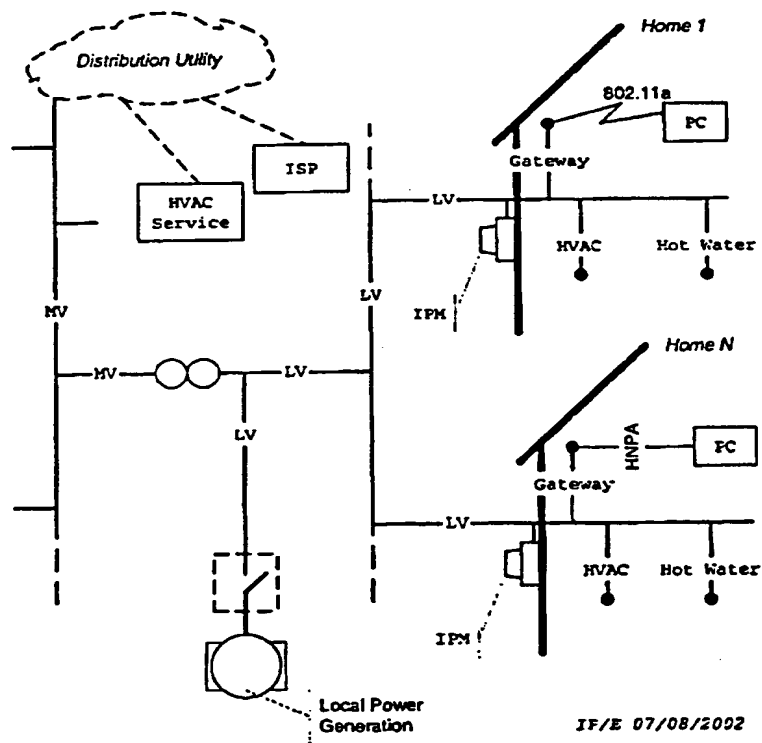 Distribution Utility
ISP
HVAC
Service
MV
MV
LV
LV
LV
Local Power
Generation
Home 1
802.11a
PC
Gateway
LV
HVAC
Hot Water
IPM
Home N
HNPA
PC
Gateway
LV
HVAC
Hot Water
IPM
IF/E 07/08/2002